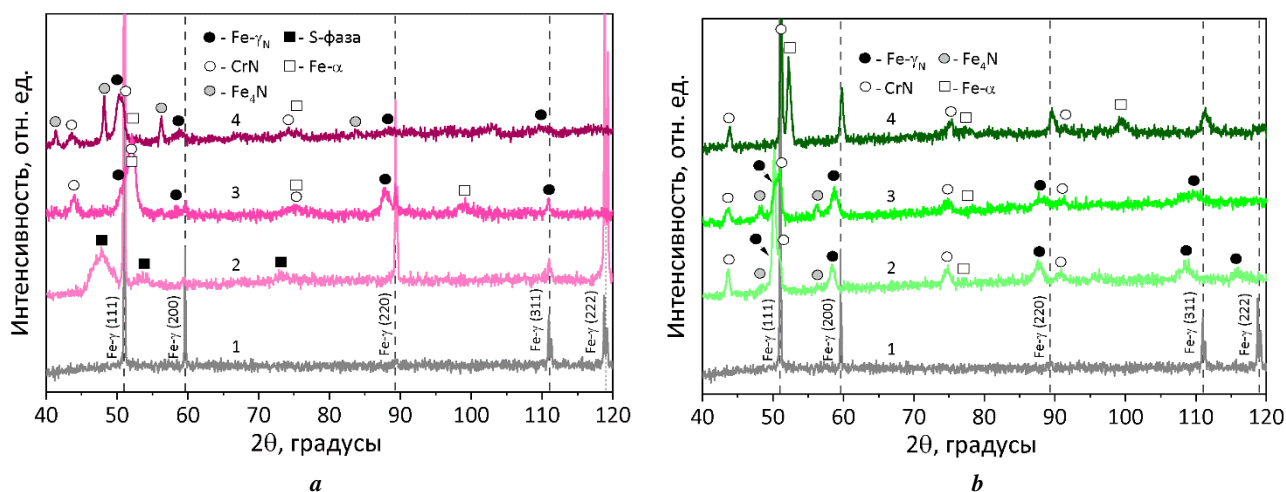 Интенсивность, отн. ед.
- Fe-γN
- S-фаза
- CrN
- Fe-α
- Fe4N
4
3
2
1
Fe-γ (111)
Fe-γ (200)
Fe-γ (220)
Fe-γ (311)
Fe-γ (222)
40 50 60 70 80 90 100 110 120
2θ, градусы
a
Интенсивность, отн. ед.
- Fe-γN
- Fe4N
- CrN
- Fe-α
4
3
2
1
Fe-γ (111)
Fe-γ (200)
Fe-γ (220)
Fe-γ (311)
Fe-γ (222)
40 50 60 70 80 90 100 110 120
2θ, градусы
b